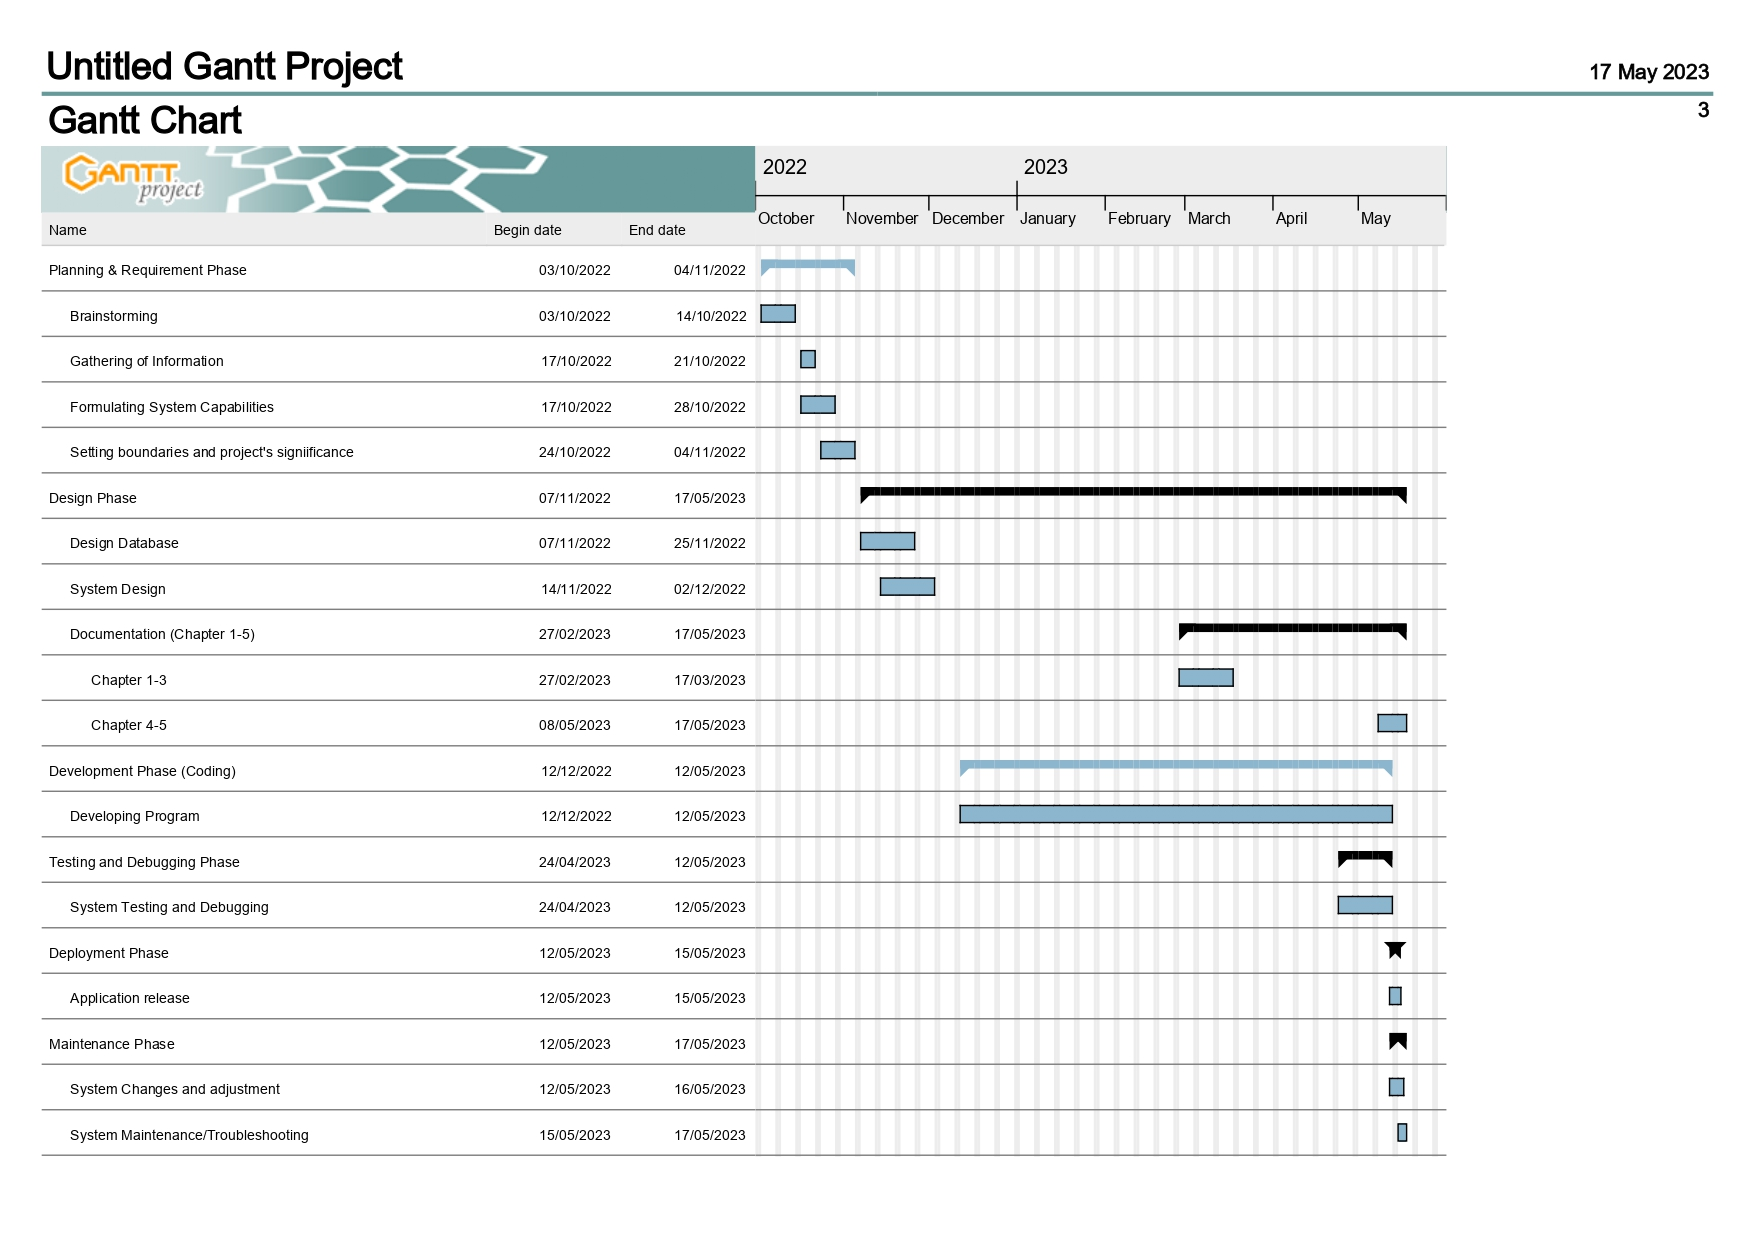 Untitled Gantt Project
17 May 2023
Gantt Chart
3
GANTT project
2022 2023
October November December January February March April May
Name Begin date End date
Planning & Requirement Phase 03/10/2022 04/11/2022
Brainstorming 03/10/2022 14/10/2022
Gathering of Information 17/10/2022 21/10/2022
Formulating System Capabilities 17/10/2022 28/10/2022
Setting boundaries and project's signiificance 24/10/2022 04/11/2022
Design Phase 07/11/2022 17/05/2023
Design Database 07/11/2022 25/11/2022
System Design 14/11/2022 02/12/2022
Documentation (Chapter 1-5) 27/02/2023 17/05/2023
Chapter 1-3 27/02/2023 17/03/2023
Chapter 4-5 08/05/2023 17/05/2023
Development Phase (Coding) 12/12/2022 12/05/2023
Developing Program 12/12/2022 12/05/2023
Testing and Debugging Phase 24/04/2023 12/05/2023
System Testing and Debugging 24/04/2023 12/05/2023
Deployment Phase 12/05/2023 15/05/2023
Application release 12/05/2023 15/05/2023
Maintenance Phase 12/05/2023 17/05/2023
System Changes and adjustment 12/05/2023 16/05/2023
System Maintenance/Troubleshooting 15/05/2023 17/05/2023